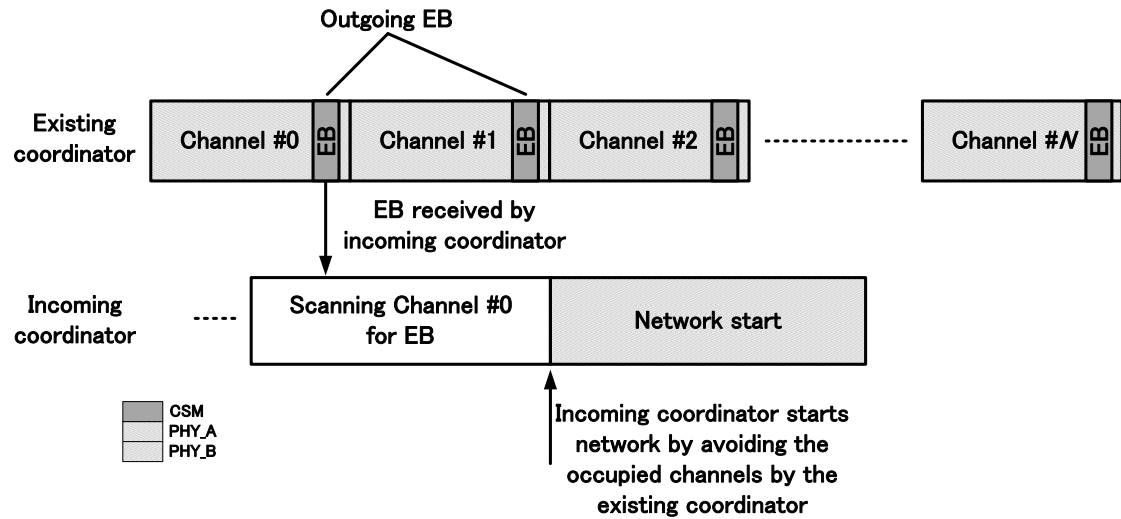 Outgoing EB
Existing
coordinator
Channel #0
EB
Channel #1
EB
Channel #2
EB
Channel #N
EB
EB received by
incoming coordinator
Incoming
coordinator
Scanning Channel #0
for EB
Network start
CSM
PHY_A
PHY_B
Incoming coordinator starts
network by avoiding the
occupied channels by the
existing coordinator